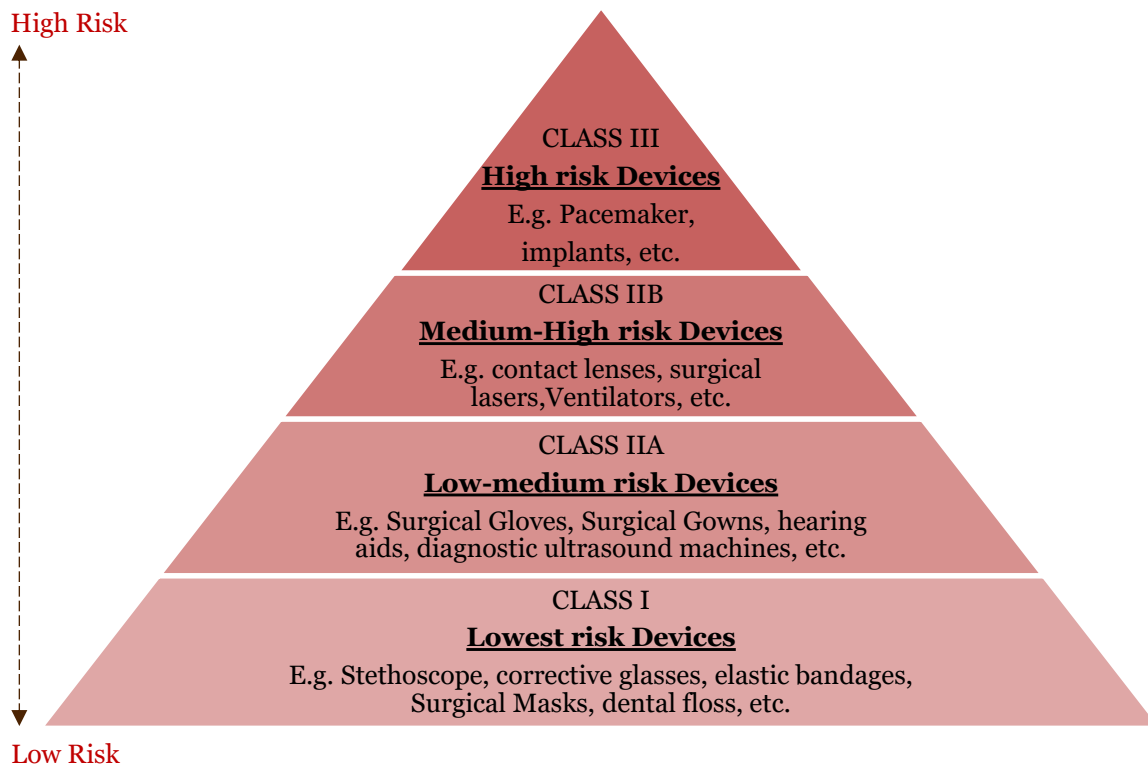 High Risk
CLASS III
High risk Devices
E.g. Pacemaker,
implants, etc.
CLASS IIB
Medium-High risk Devices
E.g. contact lenses, surgical
lasers,Ventilators, etc.
CLASS IIA
Low-medium risk Devices
E.g. Surgical Gloves, Surgical Gowns, hearing
aids, diagnostic ultrasound machines, etc.
CLASS I
Lowest risk Devices
E.g. Stethoscope, corrective glasses, elastic bandages,
Surgical Masks, dental floss, etc.
Low Risk